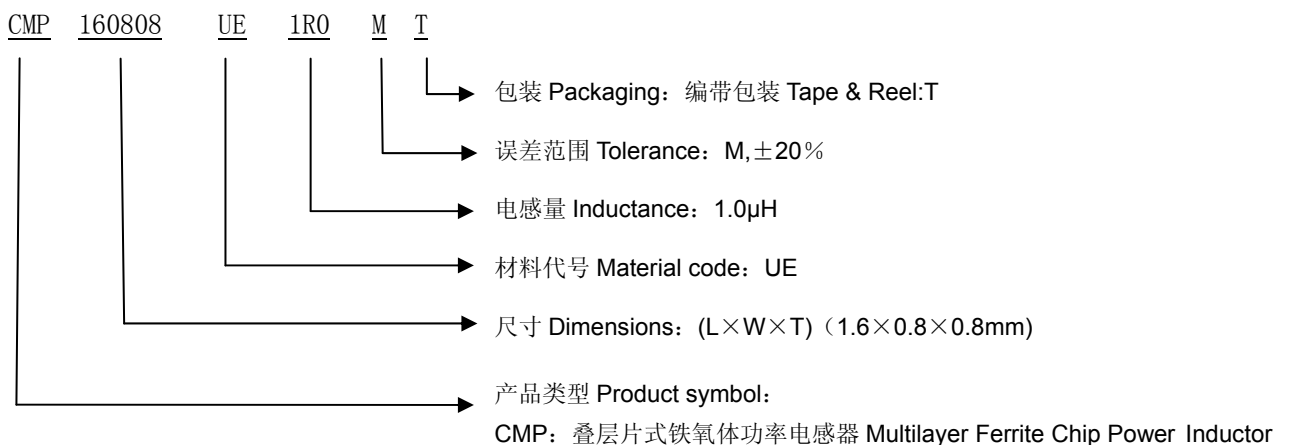 CMP 160808 UE 1R0 M T
包装 Packaging：编带包装 Tape & Reel:T
误差范围 Tolerance：M,±20％
电感量 Inductance：1.0µH
材料代号 Material code：UE
尺寸 Dimensions：(L×W×T)（1.6×0.8×0.8mm)
产品类型 Product symbol：
CMP：叠层片式铁氧体功率电感器 Multilayer Ferrite Chip Power Inductor